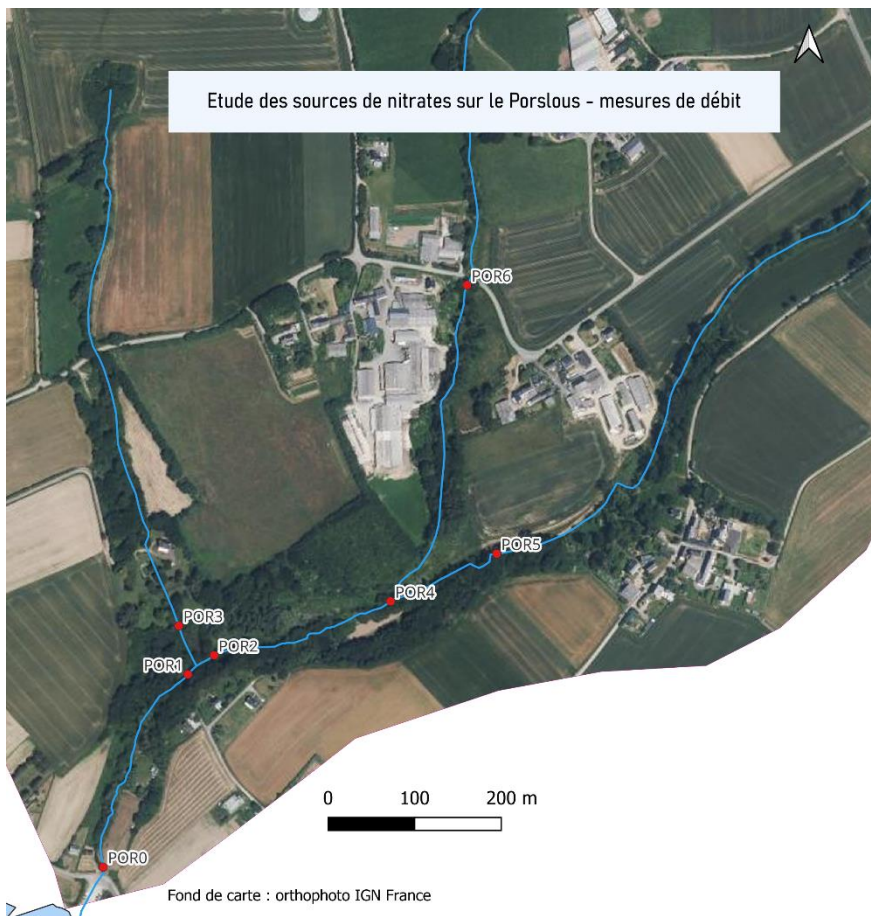 Etude des sources de nitrates sur le Porslous - mesures de débit
POR6
POR5
POR4
POR3
POR2
POR1
0 100 200 m
POR0
Fond de carte : orthophoto IGN France